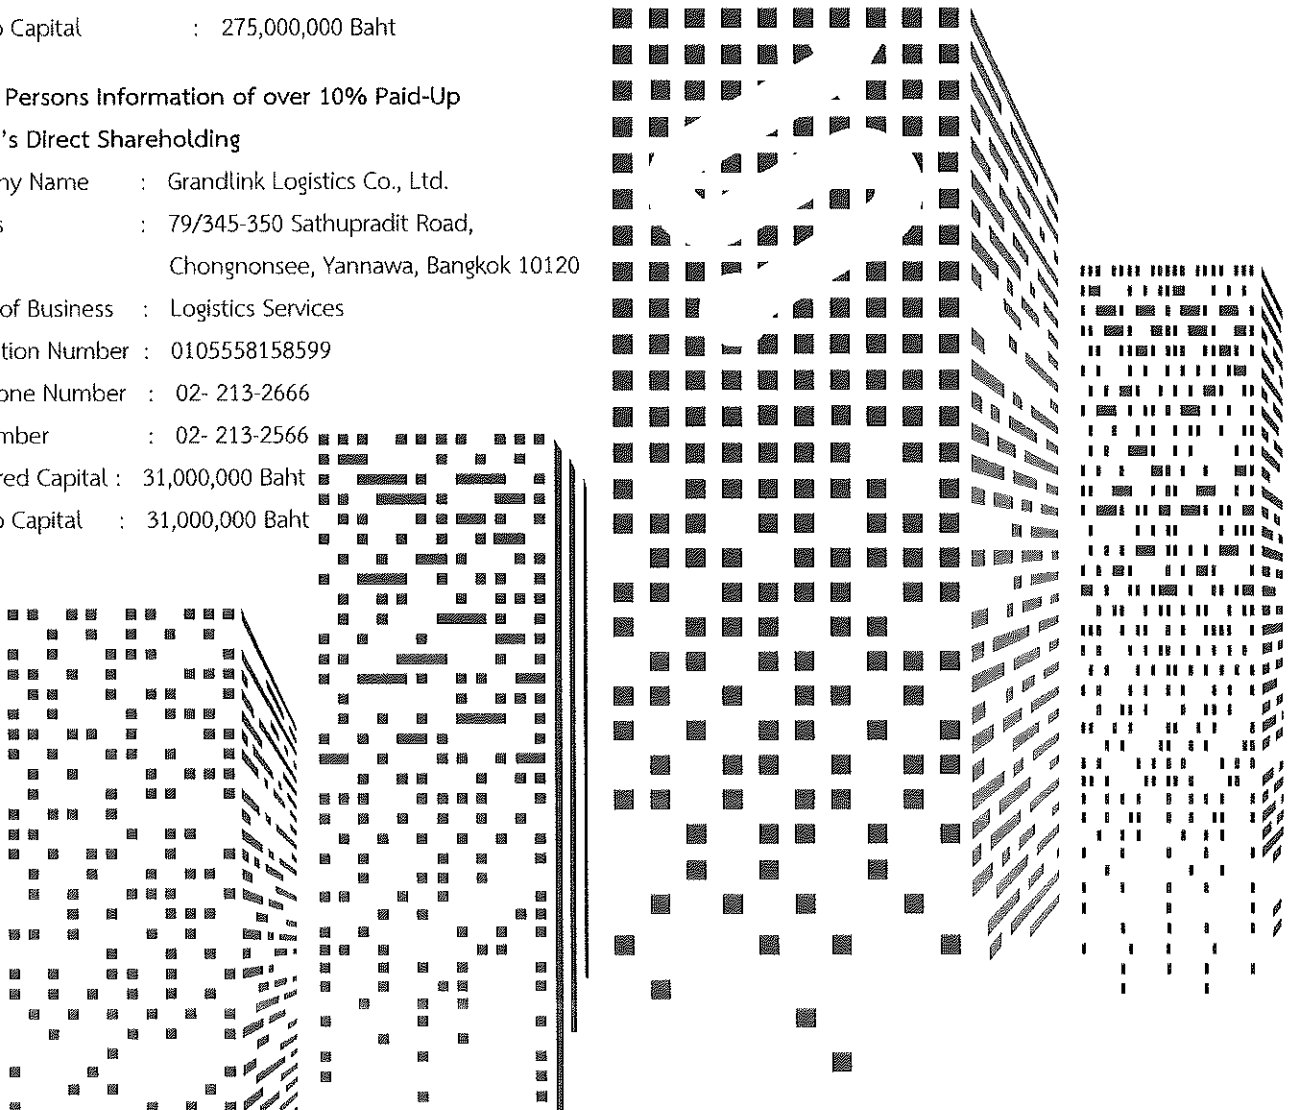 o Capital : 275,000,000 Baht
Persons Information of over 10% Paid-Up
's Direct Shareholding
ny Name : Grandlink Logistics Co., Ltd.
s : 79/345-350 Sathupradit Road,
Chongnonsee, Yannawa, Bangkok 10120
of Business : Logistics Services
tion Number : 0105558158599
one Number : 02- 213-2666
mber : 02- 213-2566
red Capital : 31,000,000 Baht
o Capital : 31,000,000 Baht